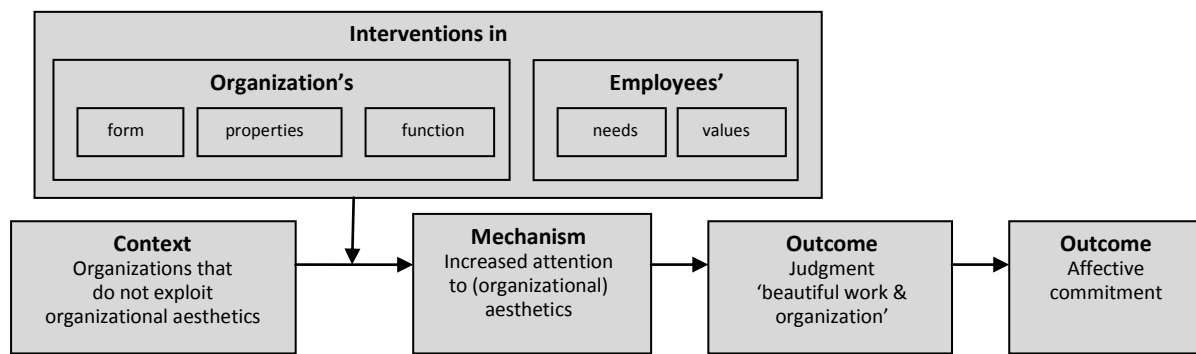 Interventions in
Organization’s
Employees’
form
properties
function
needs
values
Context
Organizations that
do not exploit
organizational aesthetics
Mechanism
Increased attention
to (organizational)
aesthetics
Outcome
Judgment
‘beautiful work &
organization’
Outcome
Affective
commitment